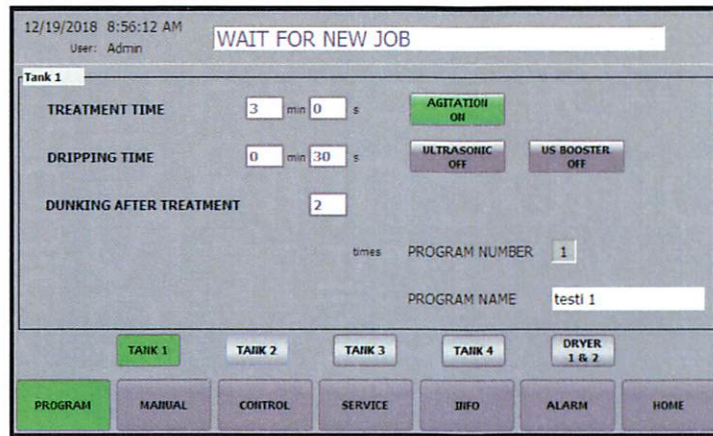 12/19/2018 8:56:12 AM
User: Admin
WAIT FOR NEW JOB
Tank 1
TREATMENT TIME 3 min 0 s AGITATION ON
DRIPPING TIME 0 min 30 s ULTRASONIC OFF US BOOSTER OFF
DUNKING AFTER TREATMENT 2
times PROGRAM NUMBER 1
PROGRAM NAME testi 1
TANK 1 TANK 2 TANK 3 TANK 4 DRYER 1 & 2
PROGRAM MANUAL CONTROL SERVICE INFO ALARM HOME